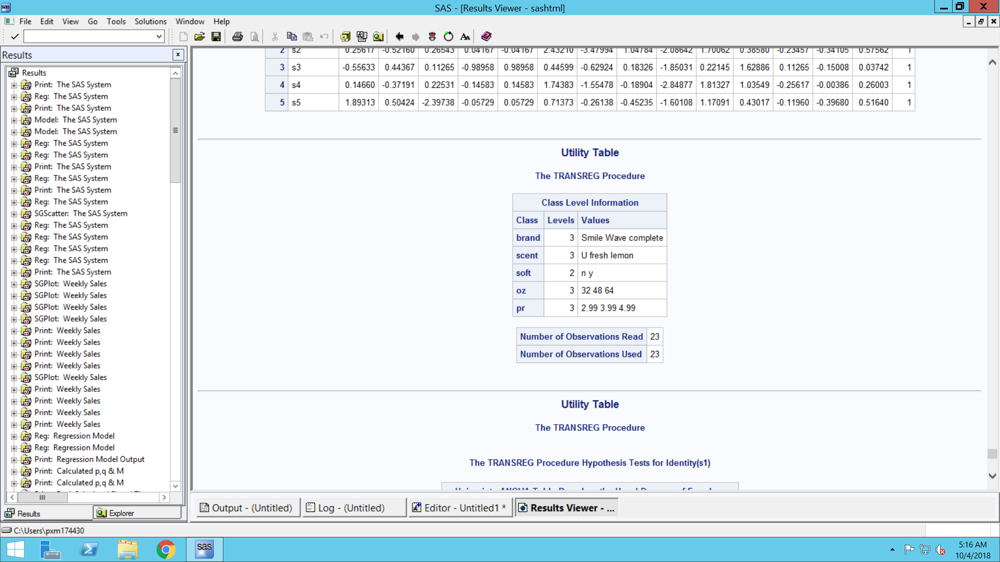 SAS - [Results Viewer - sashtml]
File Edit View Go Tools Solutions Window Help
Results
Results
Print: The SAS System
Reg: The SAS System
Print: The SAS System
Model: The SAS System
Model: The SAS System
Reg: The SAS System
Reg: The SAS System
Print: The SAS System
Reg: The SAS System
Print: The SAS System
Reg: The SAS System
SGScatter: The SAS System
Reg: The SAS System
Reg: The SAS System
Reg: The SAS System
Reg: The SAS System
Print: The SAS System
SGPlot: Weekly Sales
SGPlot: Weekly Sales
SGPlot: Weekly Sales
SGPlot: Weekly Sales
Print: Weekly Sales
Print: Weekly Sales
Print: Weekly Sales
Print: Weekly Sales
SGPlot: Weekly Sales
Print: Weekly Sales
Print: Weekly Sales
Print: Weekly Sales
Print: Weekly Sales
Reg: Regression Model
Reg: Regression Model
Print: Regression Model Output
Print: Calculated p,q & M
Print: Calculated p,q & M
Results Explorer
2 s2 0.25617 -0.52160 0.26543 0.04167 -0.04167 2.43210 -3.47994 1.04784 -2.08642 1.70062 0.38580 -0.23457 -0.34105 0.57562 1
3 s3 -0.55633 0.44367 0.11265 -0.98958 0.98958 0.44599 -0.62924 0.18326 -1.85031 0.22145 1.62886 0.11265 -0.15008 0.03742 1
4 s4 0.14660 -0.37191 0.22531 -0.14583 0.14583 1.74383 -1.55478 -0.18904 -2.84877 1.81327 1.03549 -0.25617 -0.00386 0.26003 1
5 s5 1.89313 0.50424 -2.39738 -0.05729 0.05729 0.71373 -0.26138 -0.45235 -1.60108 1.17091 0.43017 -0.11960 -0.39680 0.51640 1
Utility Table
The TRANSREG Procedure
Class Level Information
Class Levels Values
brand 3 Smile Wave complete
scent 3 U fresh lemon
soft 2 n y
oz 3 32 48 64
pr 3 2.99 3.99 4.99
Number of Observations Read 23
Number of Observations Used 23
Utility Table
The TRANSREG Procedure
The TRANSREG Procedure Hypothesis Tests for Identity(s1)
Output - (Untitled) Log - (Untitled) Editor - Untitled1 * Results Viewer - ...
C:\Users\pxm174430
sas
5:16 AM
10/4/2018